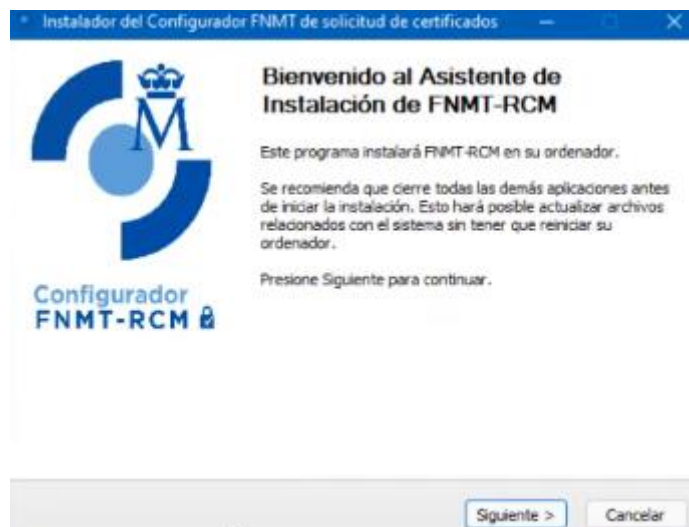 Instalador del Configurador FNMT de solicitud de certificados
Bienvenido al Asistente de
Instalación de FNMT-RCM
Este programa instalará FNMT-RCM en su ordenador.
Se recomienda que cierre todas las demás aplicaciones antes
de iniciar la instalación. Esto hará posible actualizar archivos
relacionados con el sistema sin tener que reiniciar su
ordenador.
Presione Siguiente para continuar.
M
Configurador
FNMT-RCM
Siguiente >
Cancelar